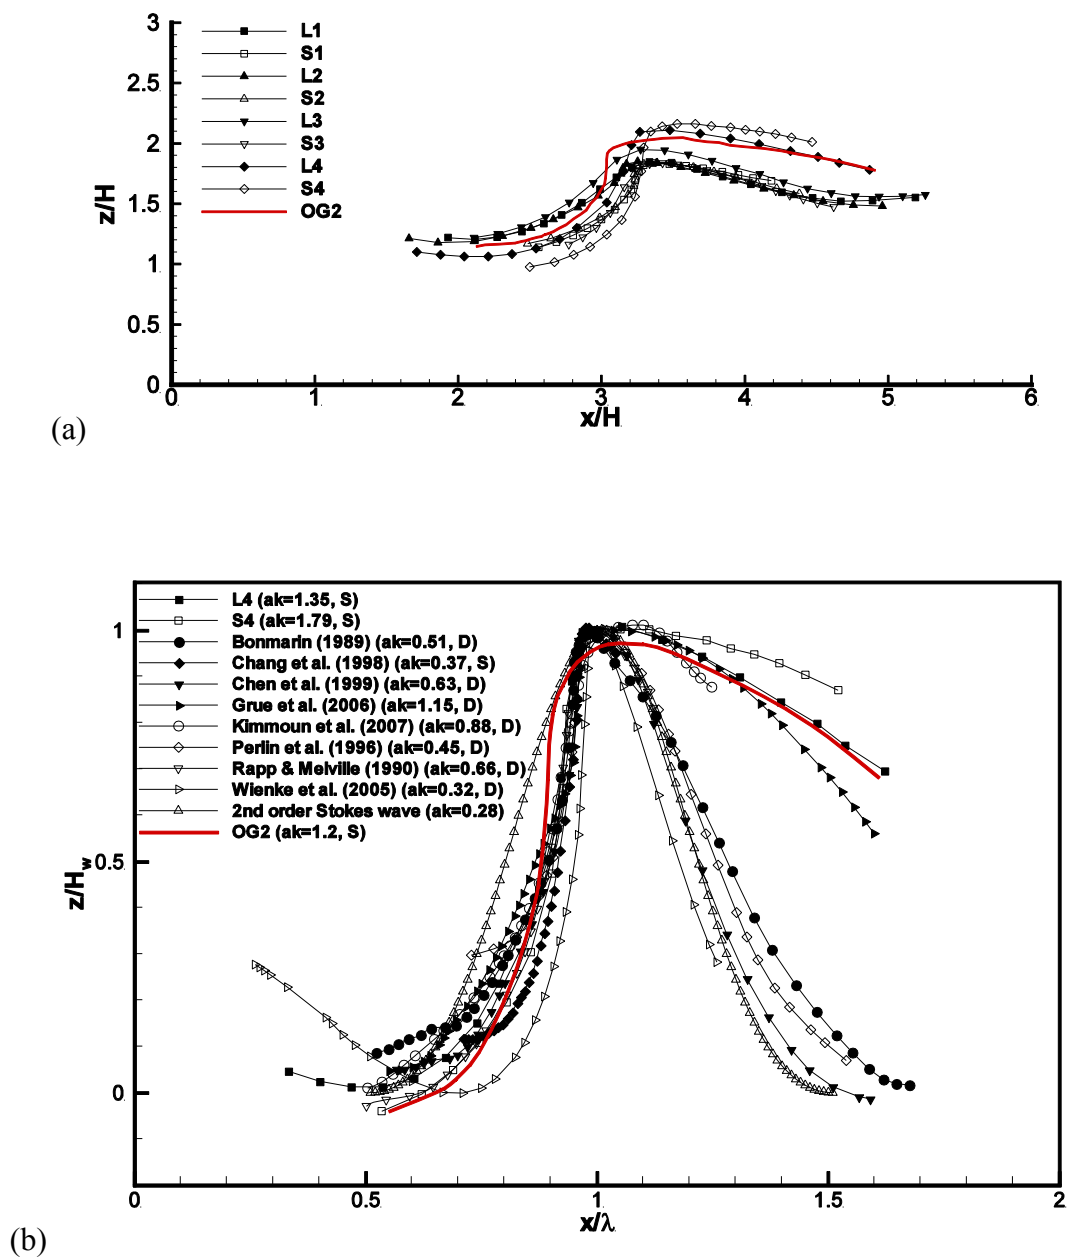 3
2.5
2
1.5
1
0.5
0
z/H
L1
S1
L2
S2
L3
S3
L4
S4
OG2
0 1 2 3 4 5 6
x/H
(a)
1
0.5
0
z/Hw
L4 (ak=1.35, S)
S4 (ak=1.79, S)
Bonmarin (1989) (ak=0.51, D)
Chang et al. (1998) (ak=0.37, S)
Chen et al. (1999) (ak=0.63, D)
Grue et al. (2006) (ak=1.15, D)
Kimmoun et al. (2007) (ak=0.88, D)
Perlin et al. (1996) (ak=0.45, D)
Rapp & Melville (1990) (ak=0.66, D)
Wienke et al. (2005) (ak=0.32, D)
2nd order Stokes wave (ak=0.28)
OG2 (ak=1.2, S)
0 0.5 1 1.5 2
x/λ
(b)